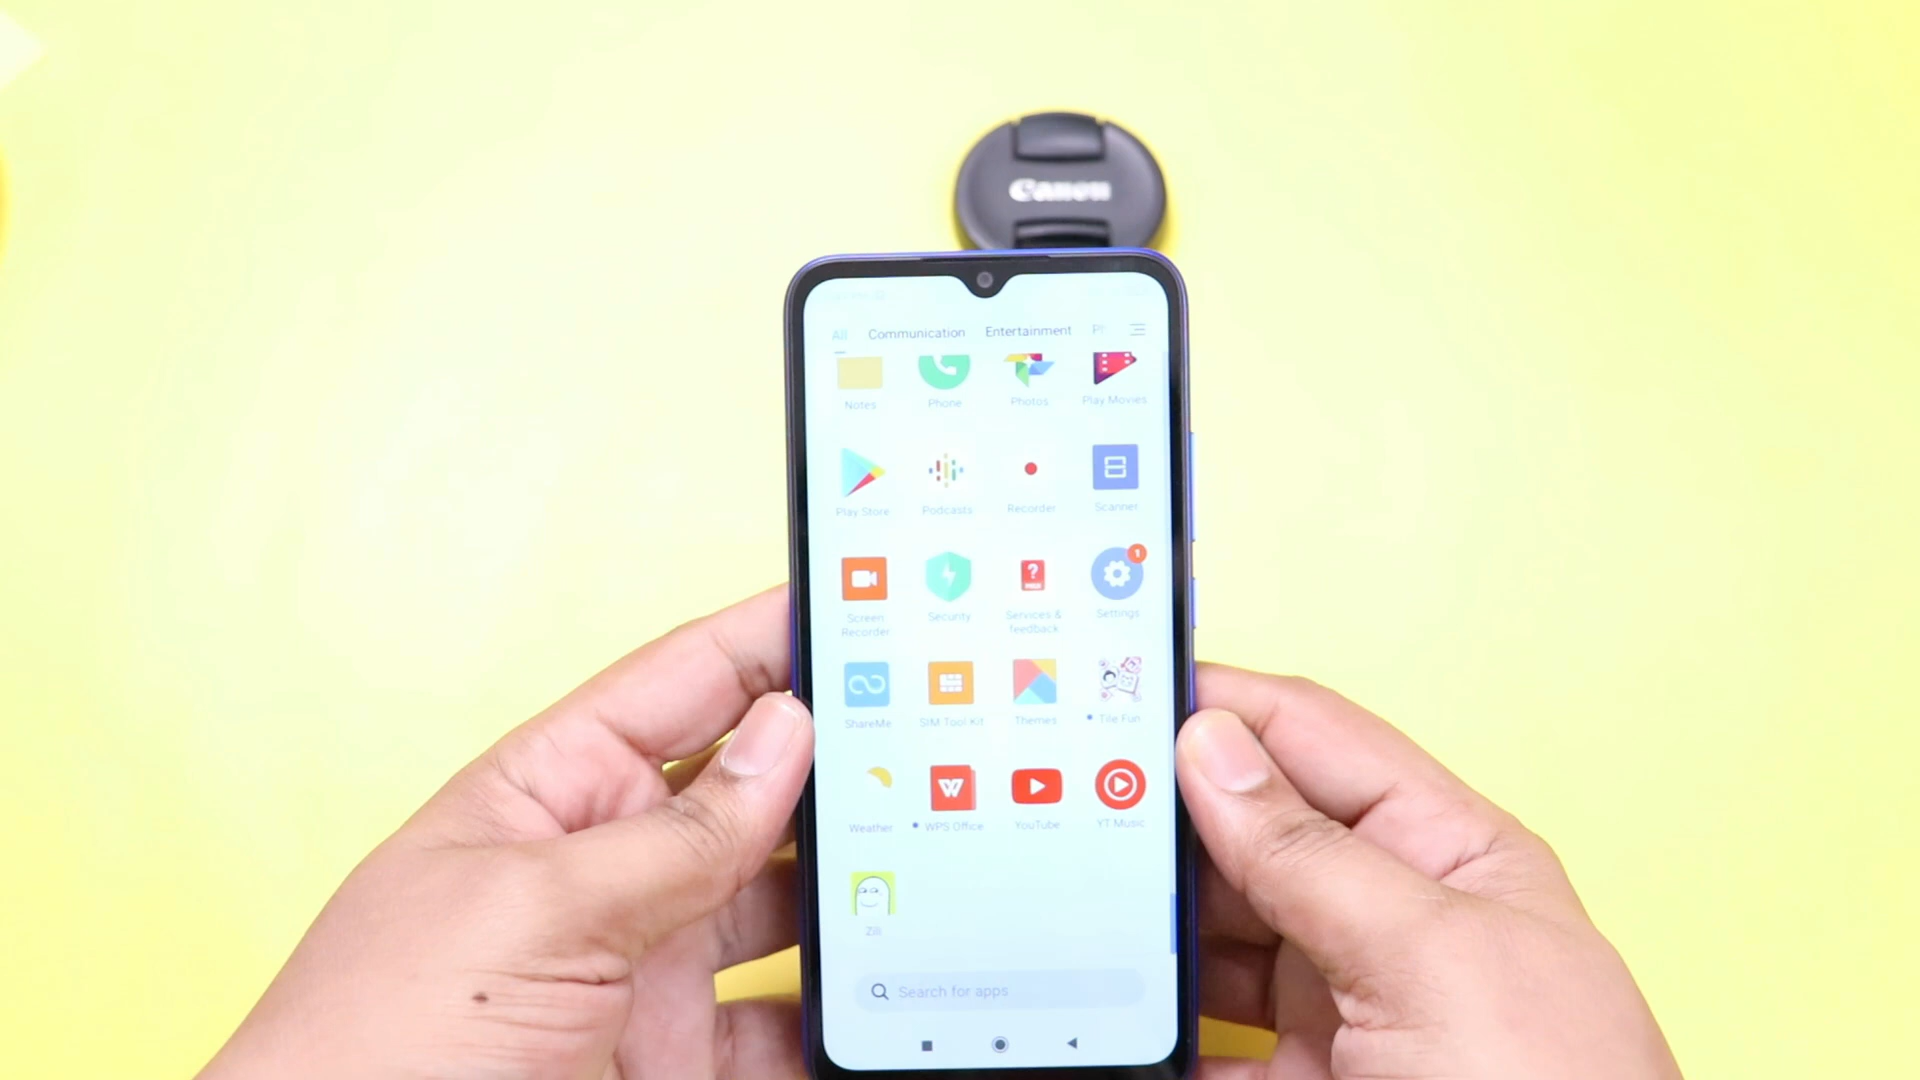 Canon
All Communication Entertainment
Notes Phone Photos Play Movies
Play Store Podcasts Recorder Scanner
Screen Recorder Security Services & feedback Settings
1
ShareMe SIM Tool Kit Themes Tile Fun
Weather WPS Office YouTube YT Music
Zili
Search for apps